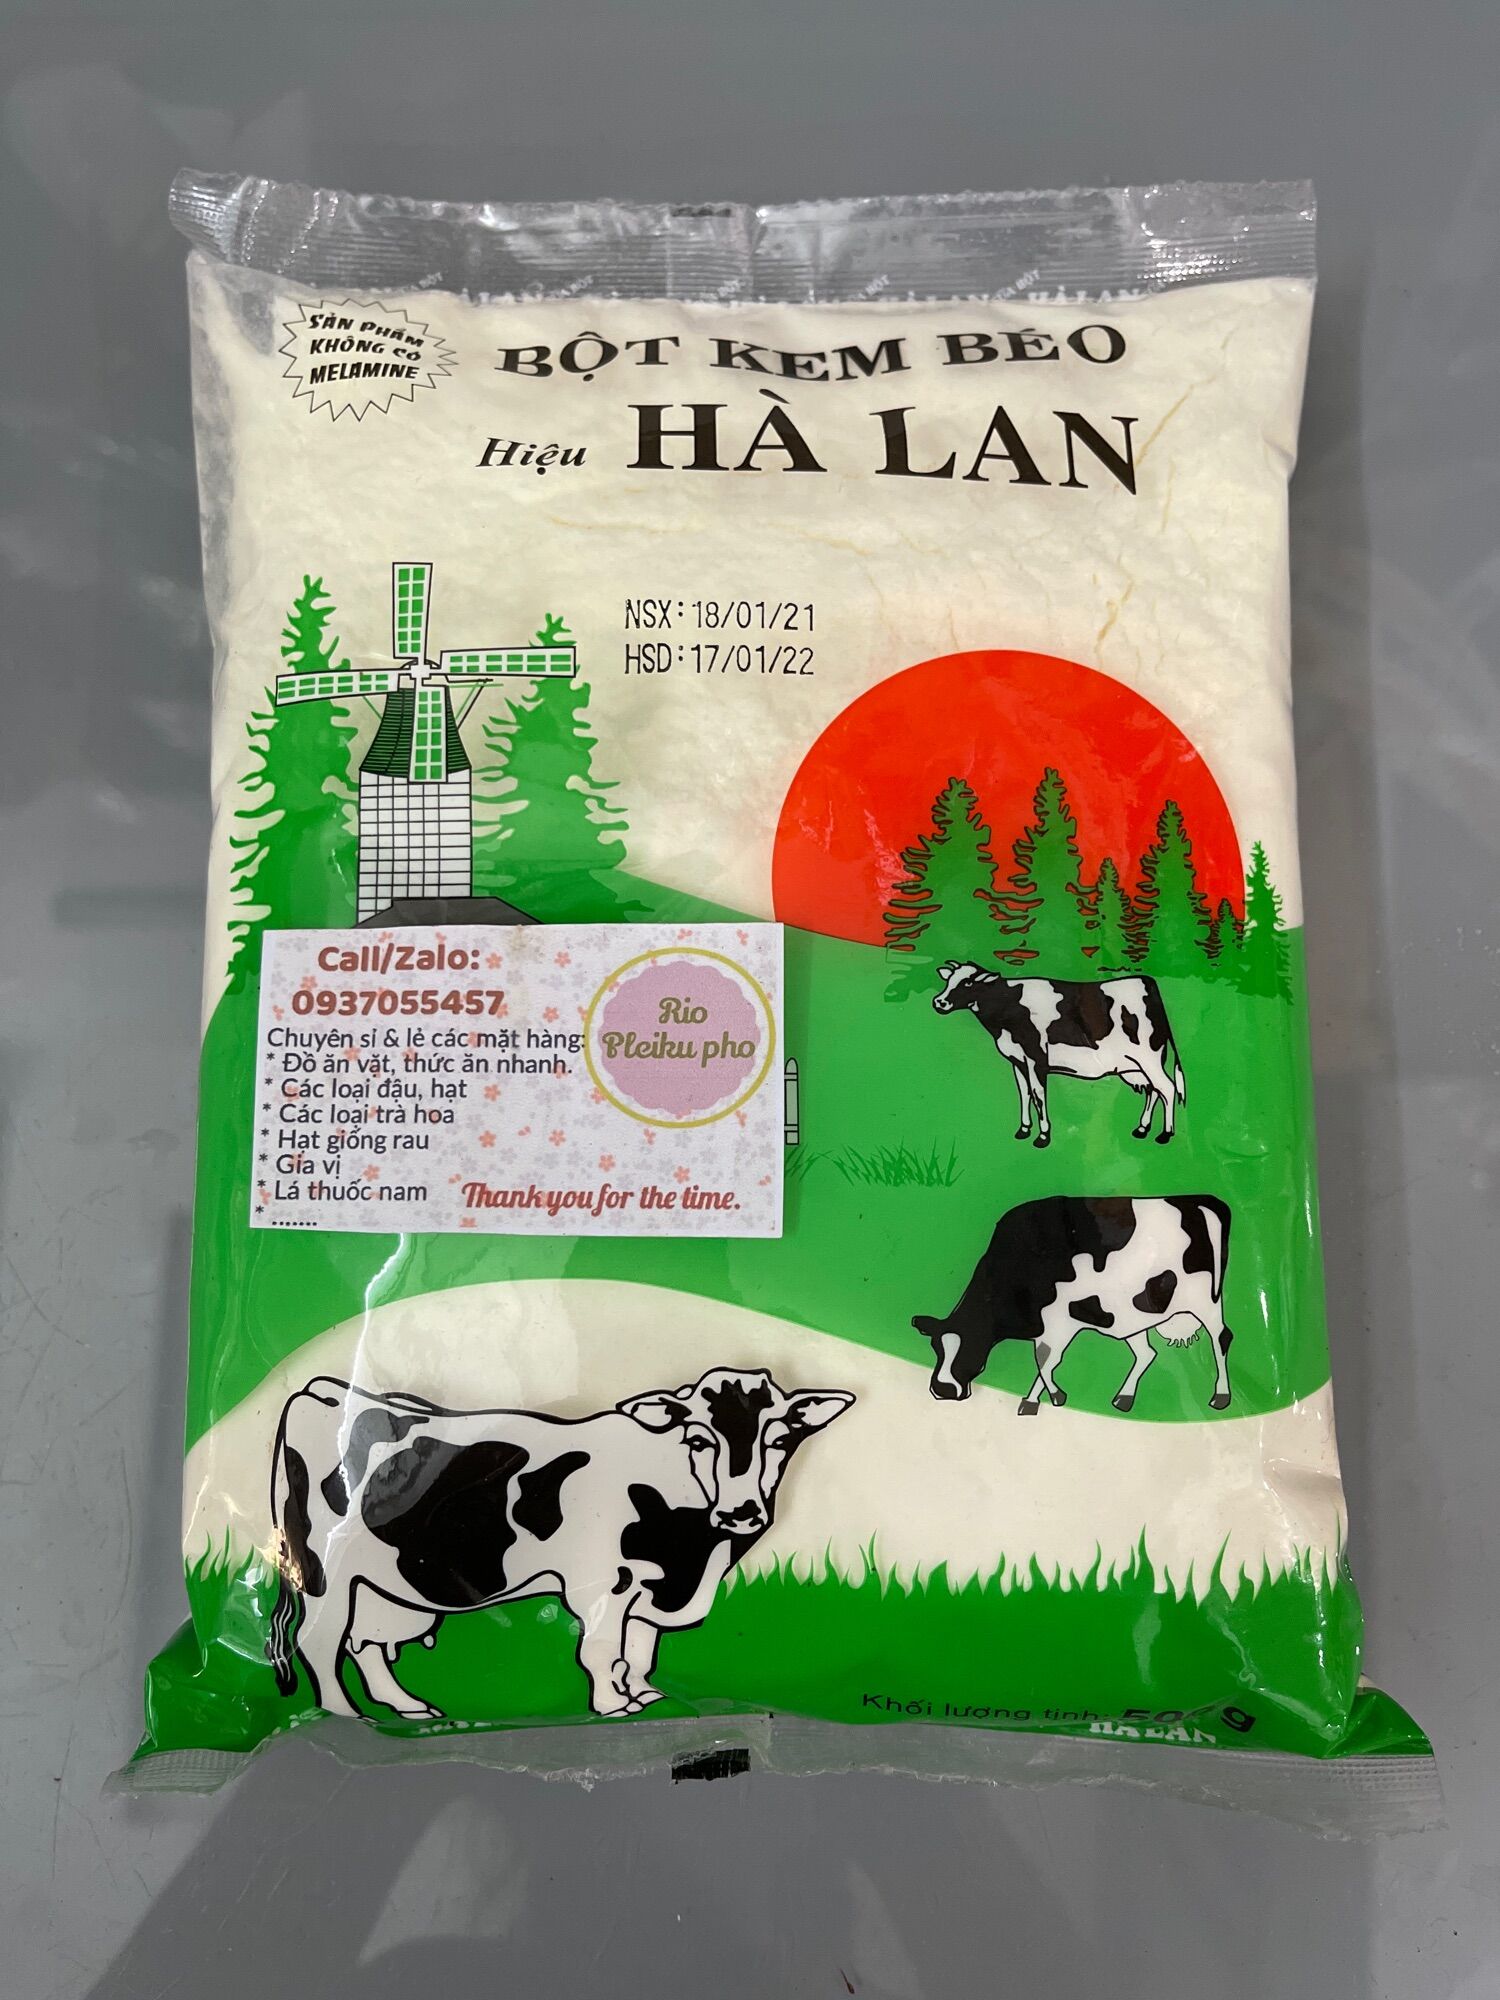 SẢN PHẨM
KHÔNG CÓ
MELAMINE
BỘT KEM BÉO
Hiệu HÀ LAN
NSX: 18/01/21
HSD: 17/01/22
Call/Zalo:
0937055457
Rio
Pleiku pho
Chuyên sỉ & lẻ các mặt hàng:
* Đồ ăn vặt, thức ăn nhanh.
* Các loại đậu, hạt
* Các loại trà hoa
* Hạt giống rau
* Gia vị
* Lá thuốc nam
* .......
Thank you for the time.
Khối lượng tịnh: 500 g
HÀ LAN